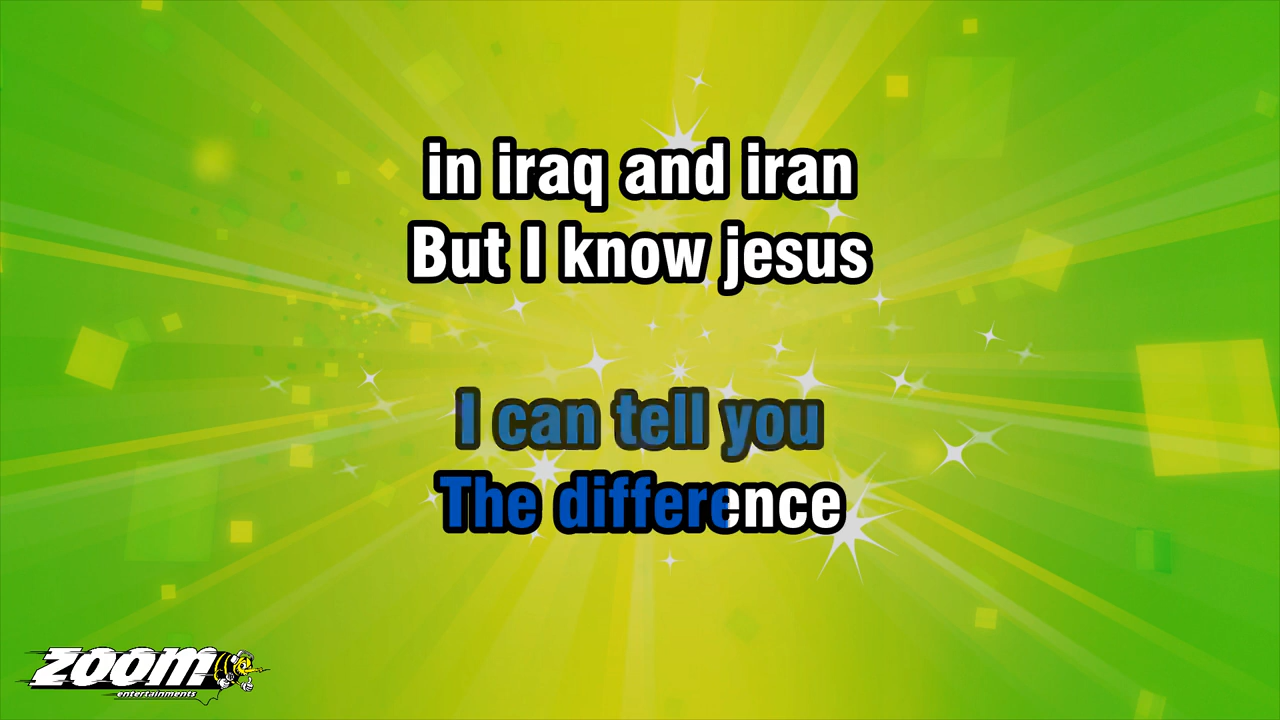 in iraq and iran
But I know jesus
I can tell you
The difference
ZOOM
entertainments